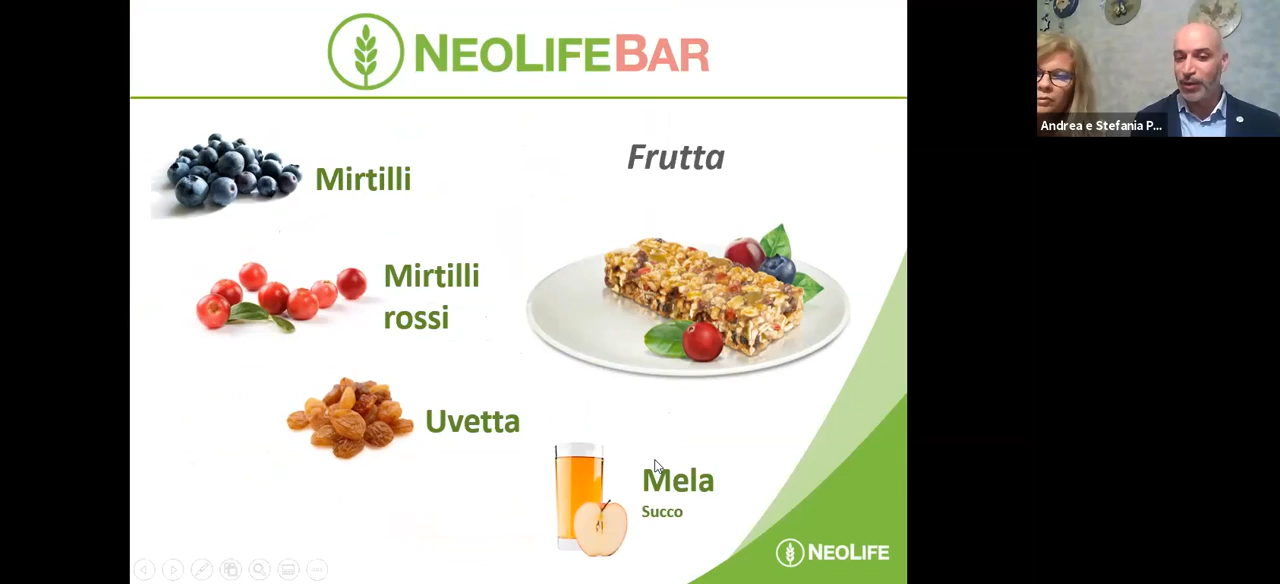 NEOLIFEBAR
Mirtilli
Frutta
Mirtilli
rossi
Uvetta
Mela
Succo
NEOLIFE
Andrea e Stefania P...